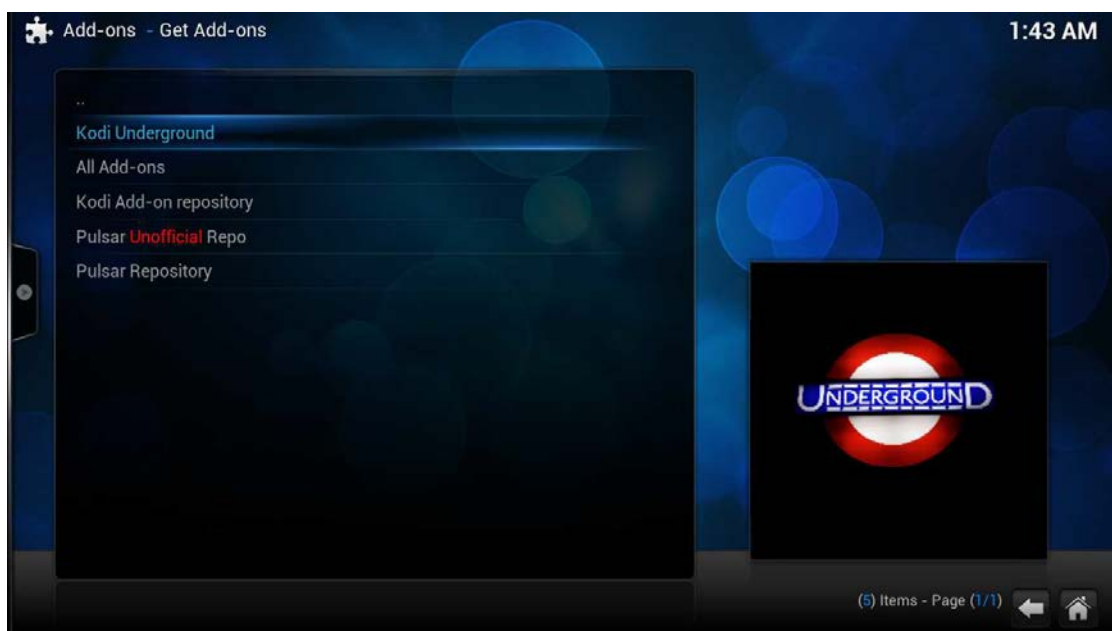 Add-ons - Get Add-ons
1:43 AM
..
Kodi Underground
All Add-ons
Kodi Add-on repository
Pulsar Unofficial Repo
Pulsar Repository
UNDERGROUND
(5) Items - Page (1/1)